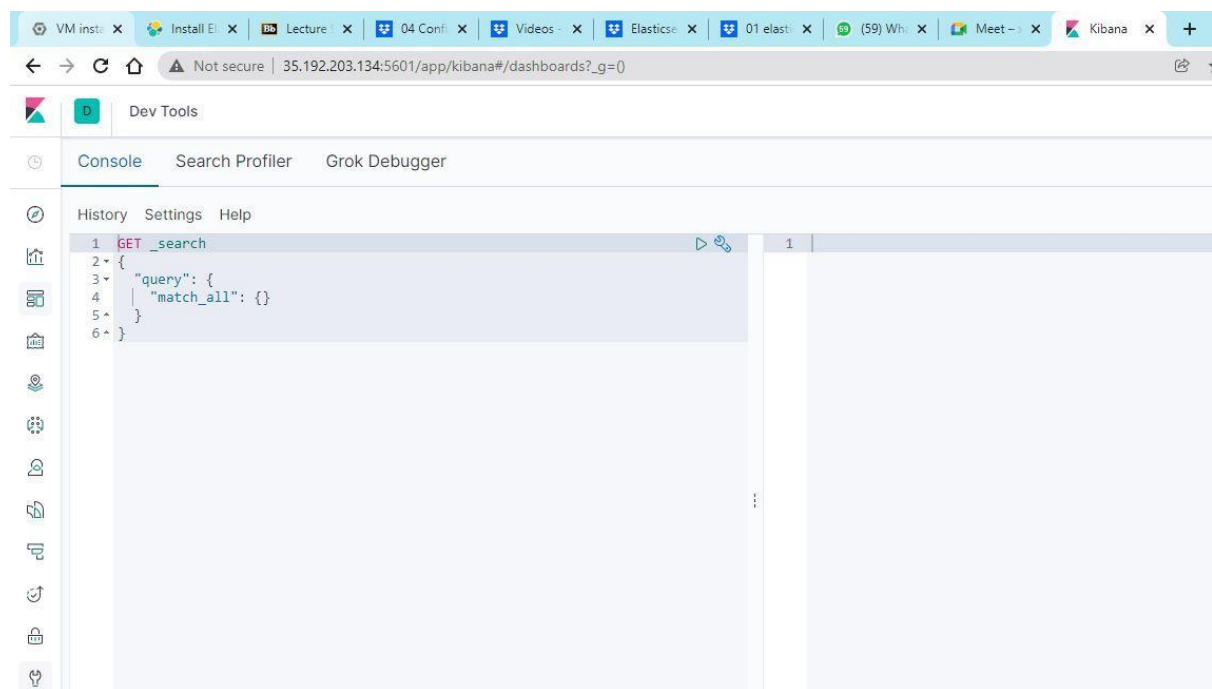 VM insta Install El Lecture 04 Confi Videos - Elasticse 01 elasti (59) Wh Meet – Kibana
Not secure | 35.192.203.134:5601/app/kibana#/dashboards?_g=()
D Dev Tools
Console Search Profiler Grok Debugger
History Settings Help
1 GET _search 1
2 {
3 "query": {
4 "match_all": {}
5 }
6 }